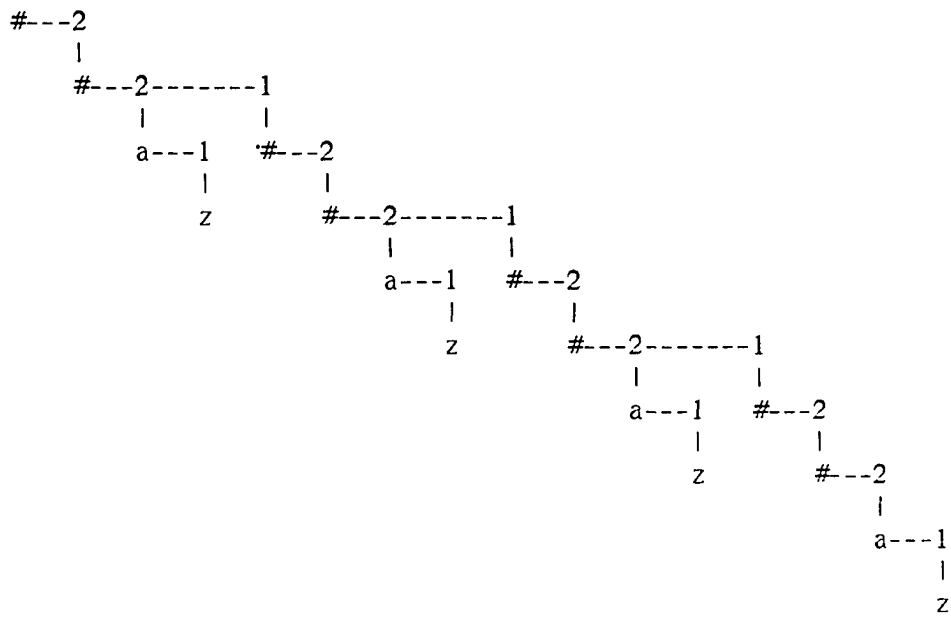 #---2
|
#---2-------1
| |
a---1 #---2
| |
z #---2-------1
| |
a---1 #---2
| |
z #---2-------1
| |
a---1 #---2
| |
z #---2
|
a---1
|
z